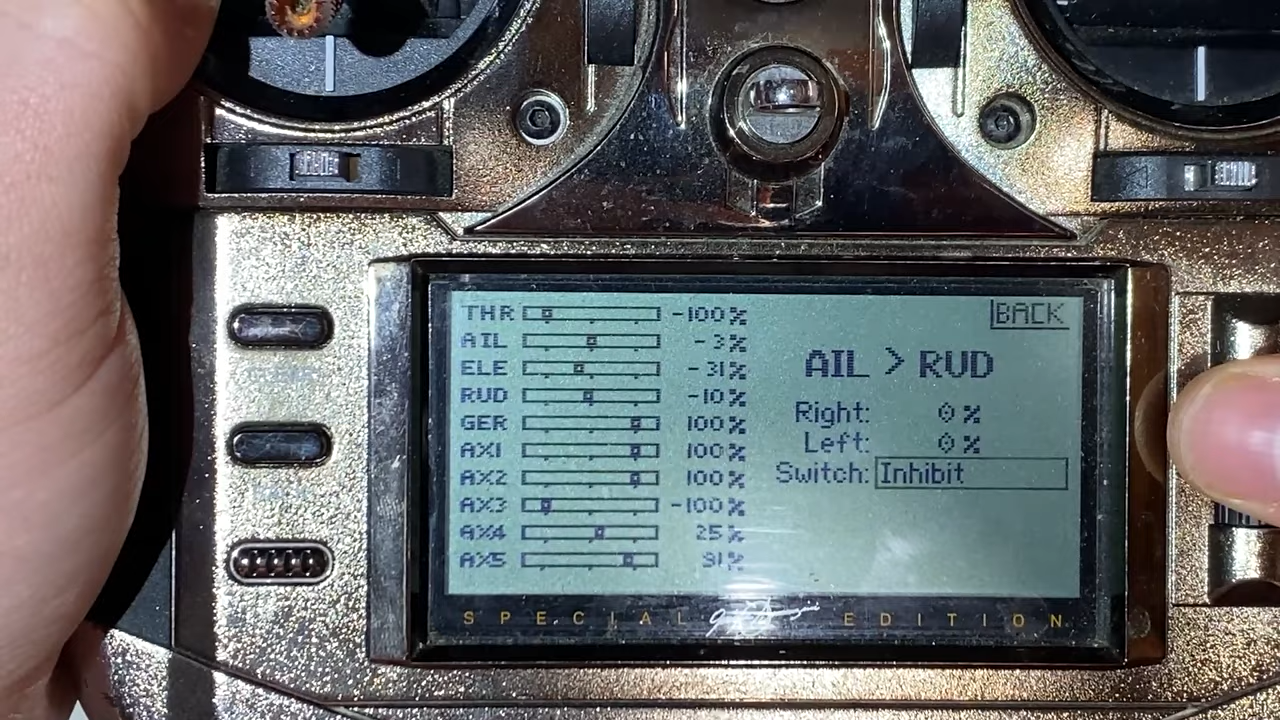 THR -100%
AIL -3%
ELE -31%
RUD -10%
GER 100%
AX1 100%
AX2 100%
AX3 -100%
AX4 25%
AX5 91%
BACK
AIL > RUD
Right: 0%
Left: 0%
Switch: Inhibit
SPECIAL EDITION